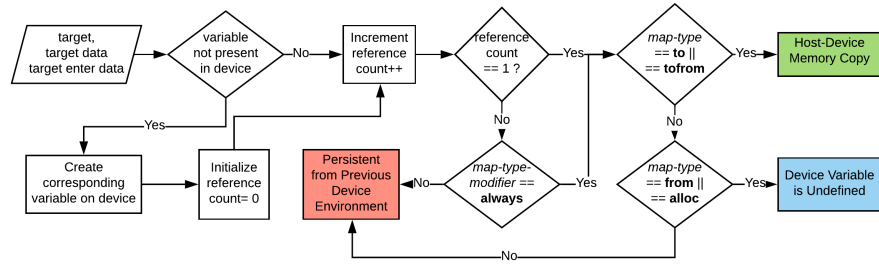 target,
target data
target enter data
variable
not present
in device
No
Increment
reference
count++
reference
count
== 1 ?
Yes
map-type
== to ||
== tofrom
Yes
Host-Device
Memory Copy
Yes
No
No
Create
corresponding
variable on device
Initialize
reference
count= 0
Persistent
from Previous
Device
Environment
No
map-type-
modifier ==
always
Yes
map-type
== from ||
== alloc
Yes
Device Variable
is Undefined
No